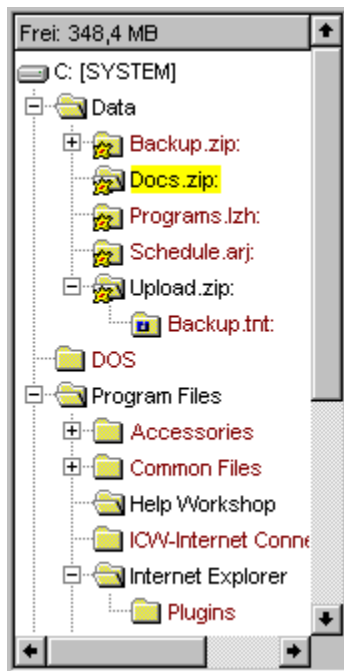 Frei: 348,4 MB
C: [SYSTEM]
Data
Backup.zip:
Docs.zip:
Programs.lzh:
Schedule.arj:
Upload.zip:
Backup.tnt:
DOS
Program Files
Accessories
Common Files
Help Workshop
ICW-Internet Conne
Internet Explorer
Plugins